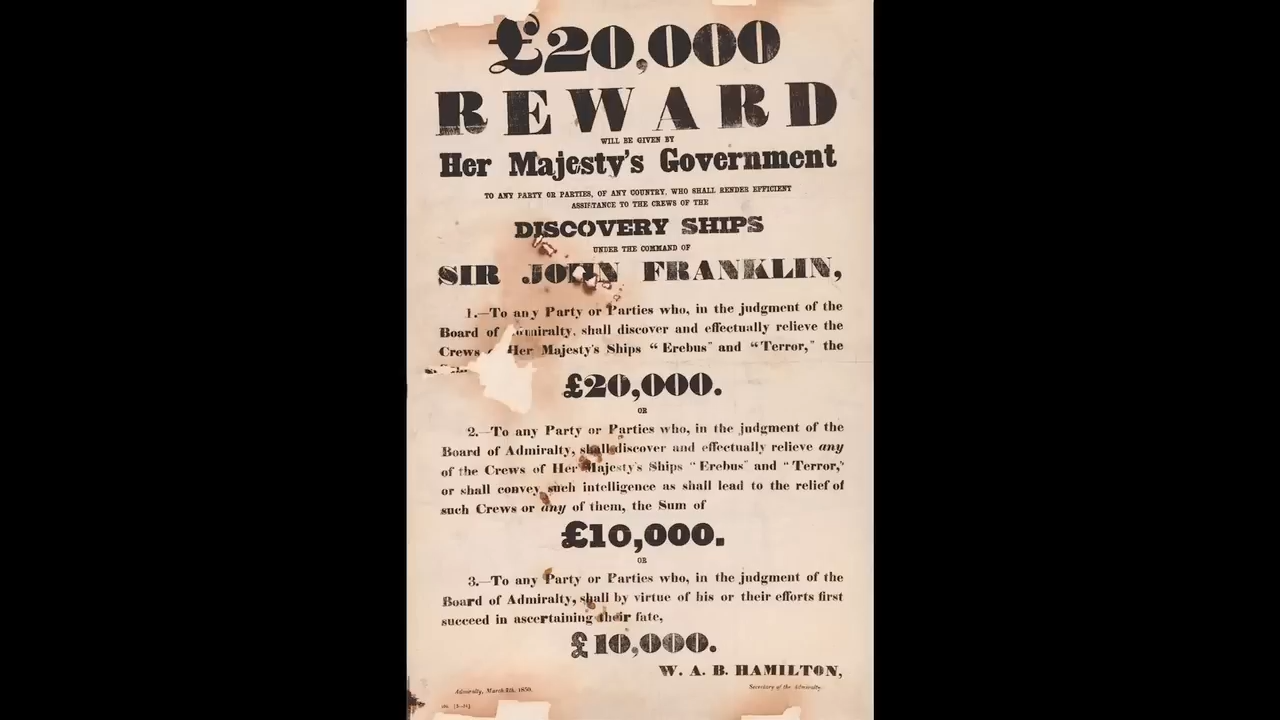 £20,000
REWARD
WILL BE GIVEN BY
Her Majesty's Government
TO ANY PARTY OR PARTIES, OF ANY COUNTRY, WHO SHALL RENDER EFFICIENT
ASSISTANCE TO THE CREWS OF THE
DISCOVERY SHIPS
UNDER THE COMMAND OF
SIR JOHN FRANKLIN,
1.—To any Party or Parties who, in the judgment of the
Board of Admiralty, shall discover and effectually relieve the
Crews Her Majesty's Ships "Erebus" and "Terror," the
£20,000.
OR
2.—To any Party or Parties who, in the judgment of the
Board of Admiralty, shall discover and effectually relieve any
of the Crews of Her Majesty's Ships "Erebus" and "Terror,"
or shall convey such intelligence as shall lead to the relief of
such Crews or any of them, the Sum of
£10,000.
OR
3.—To any Party or Parties who, in the judgment of the
Board of Admiralty, shall by virtue of his or their efforts first
succeed in ascertaining their fate,
£10,000.
W. A. B. HAMILTON,
Admiralty, March 1850.
Secretary of the Admiralty.